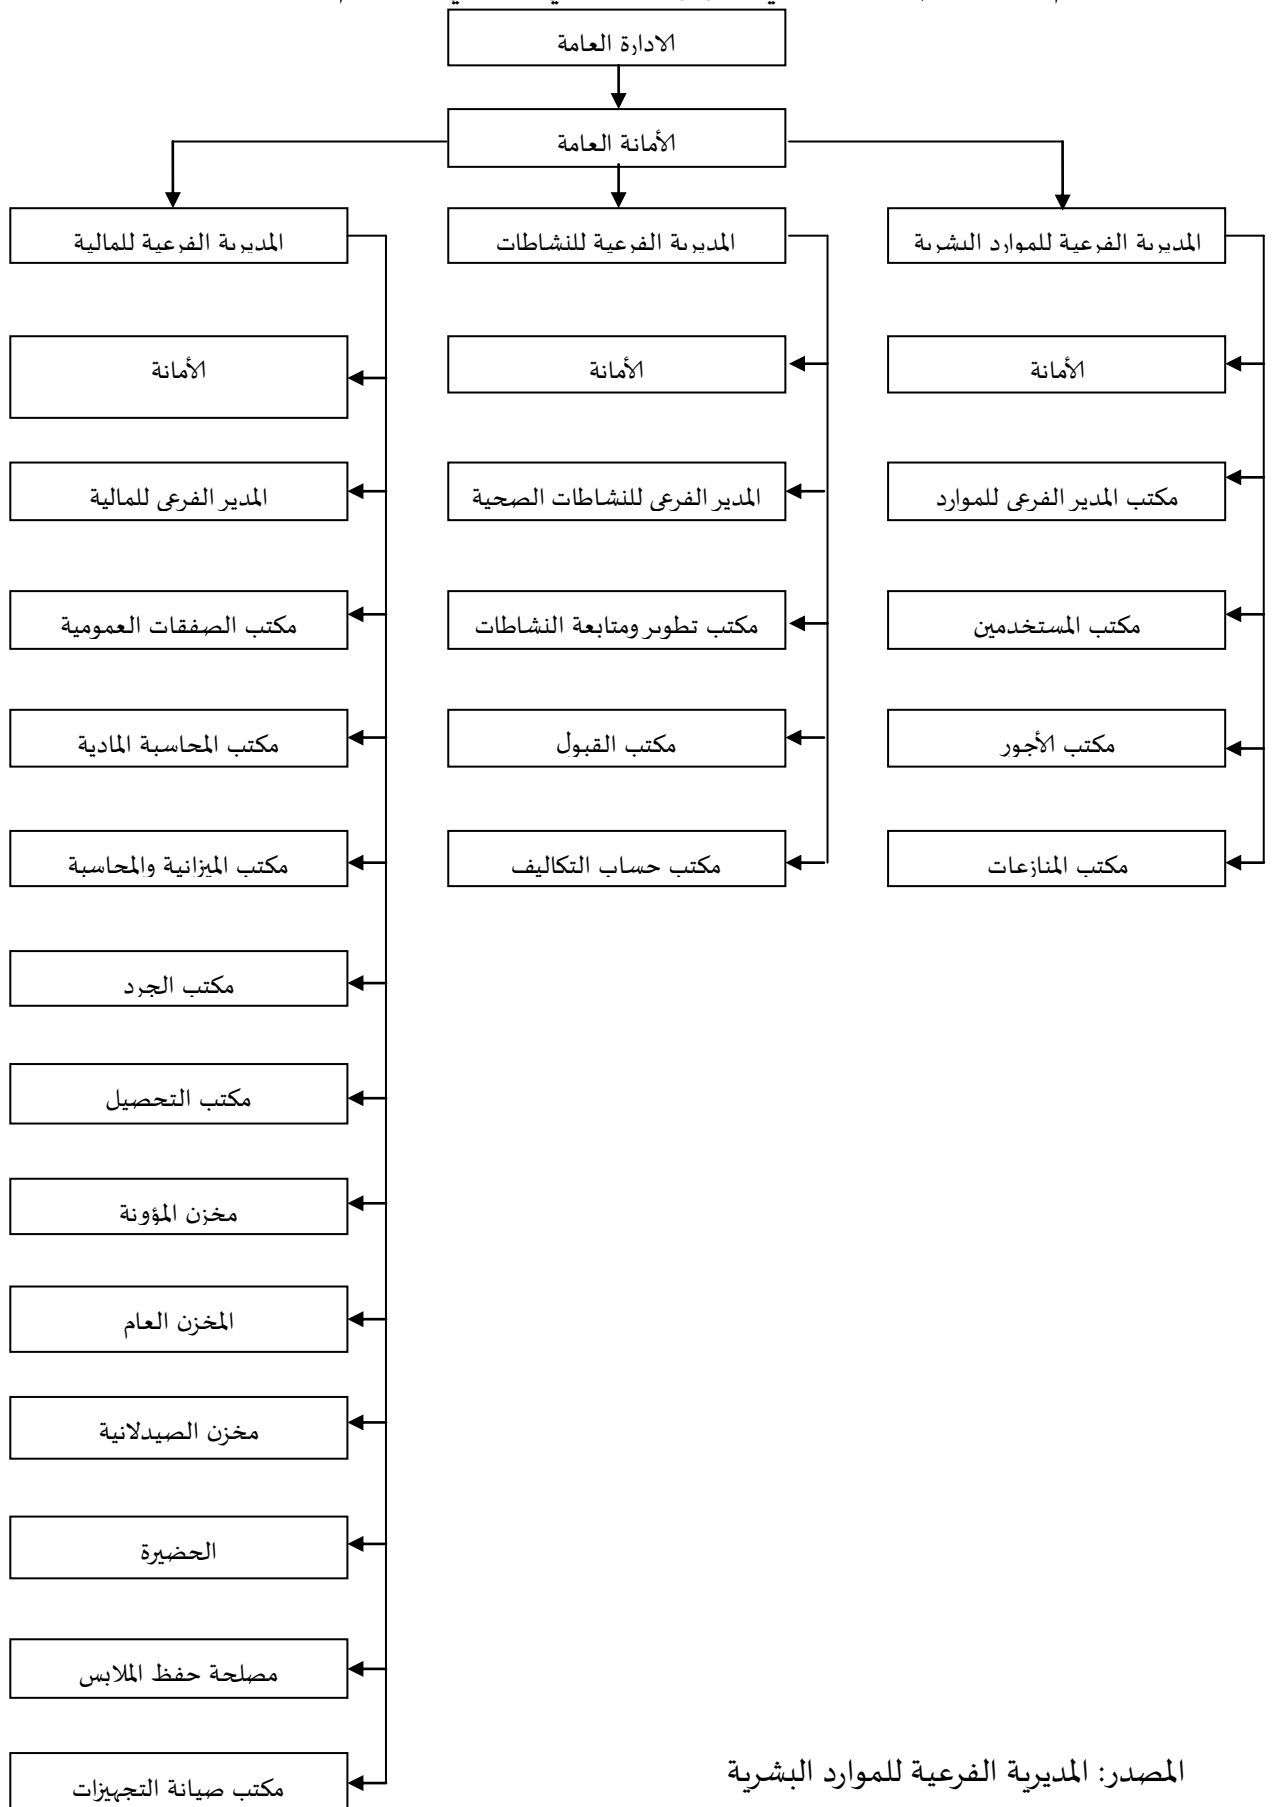 الادارة العامة
الأمانة العامة
المديرية الفرعية للموارد البشرية
المديرية الفرعية للنشاطات
المديرية الفرعية للمالية
الأمانة
الأمانة
الأمانة
مكتب المدير الفرعي للموارد
المدير الفرعي للنشاطات الصحية
المدير الفرعي للمالية
مكتب المستخدمين
مكتب تطوير ومتابعة النشاطات
مكتب الصفقات العمومية
مكتب الأجور
مكتب القبول
مكتب المحاسبة المادية
مكتب المنازعات
مكتب حساب التكاليف
مكتب الميزانية والمحاسبة
مكتب الجرد
مكتب التحصيل
مخزن المؤونة
المخزن العام
مخزن الصيدلانية
الحضيرة
مصلحة حفظ الملابس
مكتب صيانة التجهيزات
المصدر: المديرية الفرعية للموارد البشرية